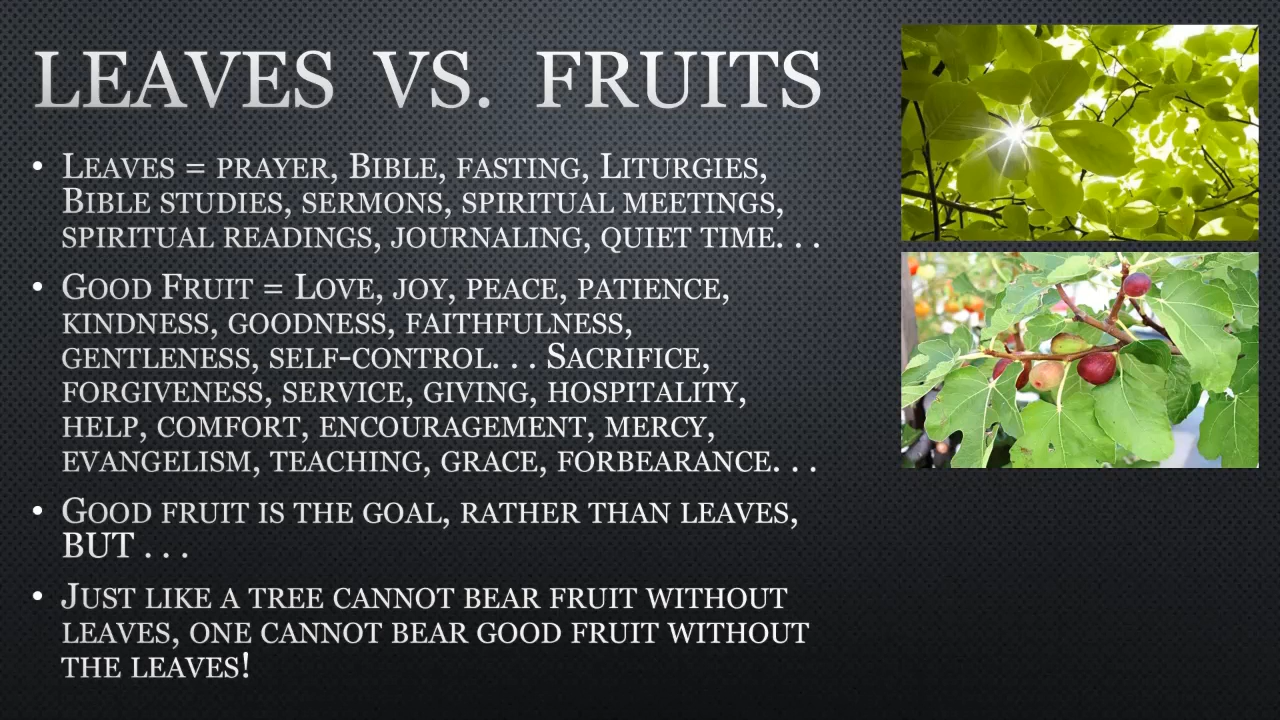 LEAVES VS. FRUITS
• Leaves = prayer, Bible, fasting, Liturgies,
Bible studies, sermons, spiritual meetings,
spiritual readings, journaling, quiet time. . .
• Good Fruit = Love, joy, peace, patience,
kindness, goodness, faithfulness,
gentleness, self-control. . . Sacrifice,
forgiveness, service, giving, hospitality,
help, comfort, encouragement, mercy,
evangelism, teaching, grace, forbearance. . .
• Good fruit is the goal, rather than leaves,
BUT . . .
• Just like a tree cannot bear fruit without
leaves, one cannot bear good fruit without
the leaves!